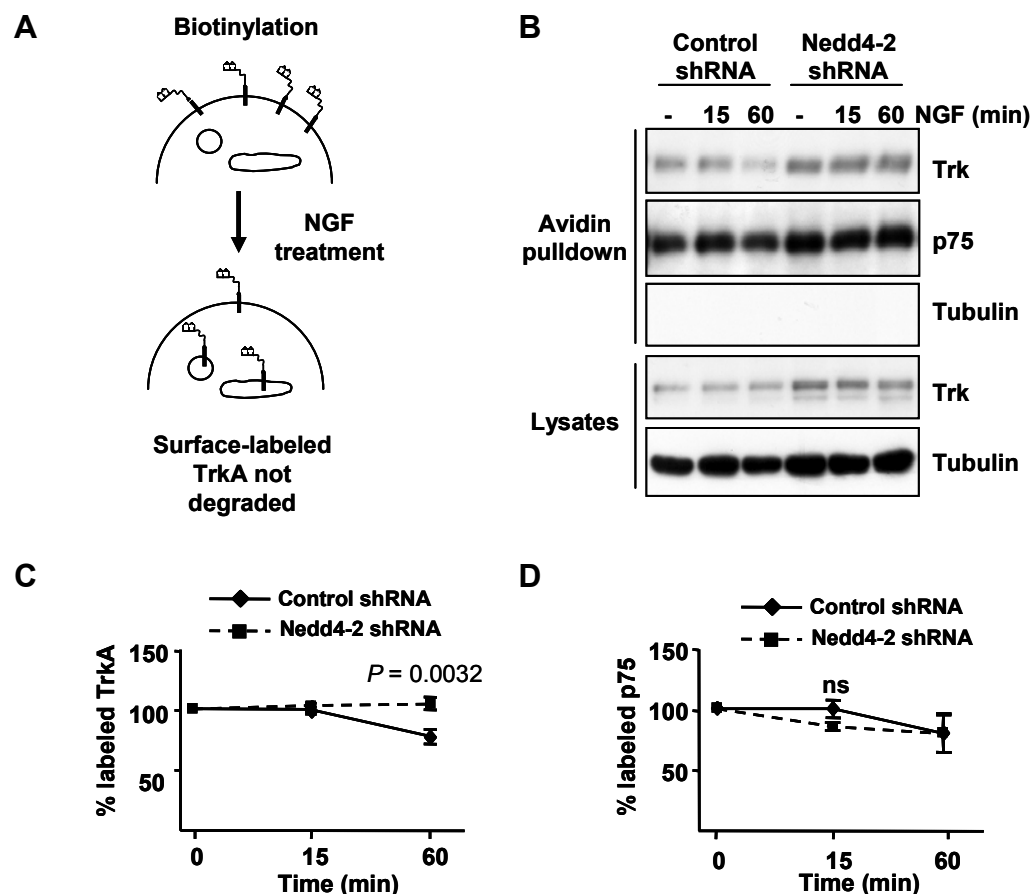 A
Biotinylation
NGF
treatment
Surface-labeled
TrkA not
degraded
B
Control
shRNA
Nedd4-2
shRNA
- 15 60 - 15 60 NGF (min)
Avidin
pulldown
Trk
p75
Tubulin
Lysates
Trk
Tubulin
C
Control shRNA
Nedd4-2 shRNA
% labeled TrkA
150
100
50
P = 0.0032
0 15 60
Time (min)
D
Control shRNA
Nedd4-2 shRNA
% labeled p75
150
100
50
ns
0 15 60
Time (min)